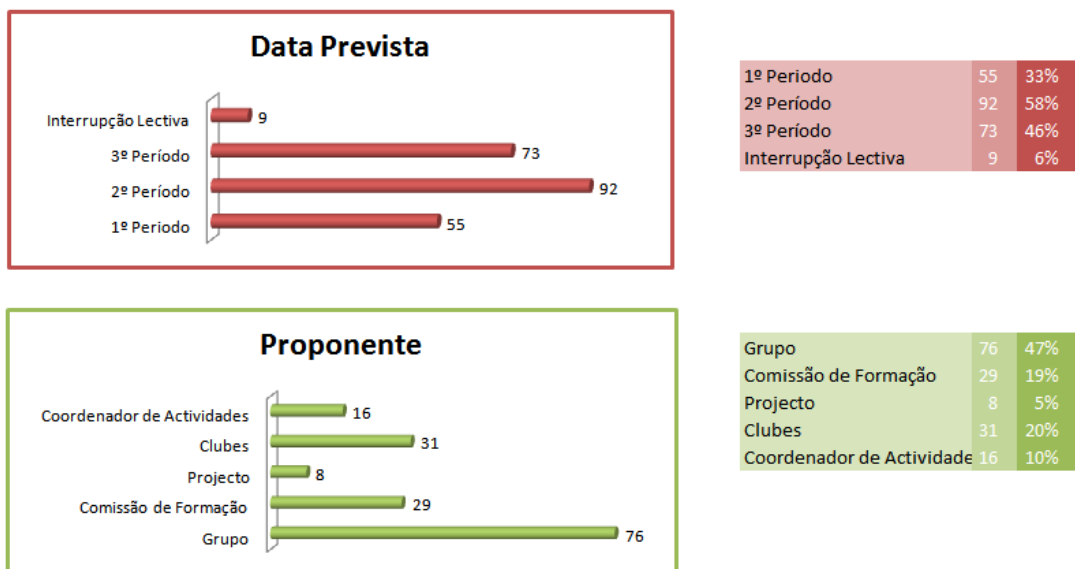 Data Prevista
Interrupção Lectiva 9
3º Período 73
2º Período 92
1º Periodo 55
1º Periodo 55 33%
2º Período 92 58%
3º Período 73 46%
Interrupção Lectiva 9 6%
Proponente
Coordenador de Actividades 16
Clubes 31
Projecto 8
Comissão de Formação 29
Grupo 76
Grupo 76 47%
Comissão de Formação 29 19%
Projecto 8 5%
Clubes 31 20%
Coordenador de Actividade 16 10%